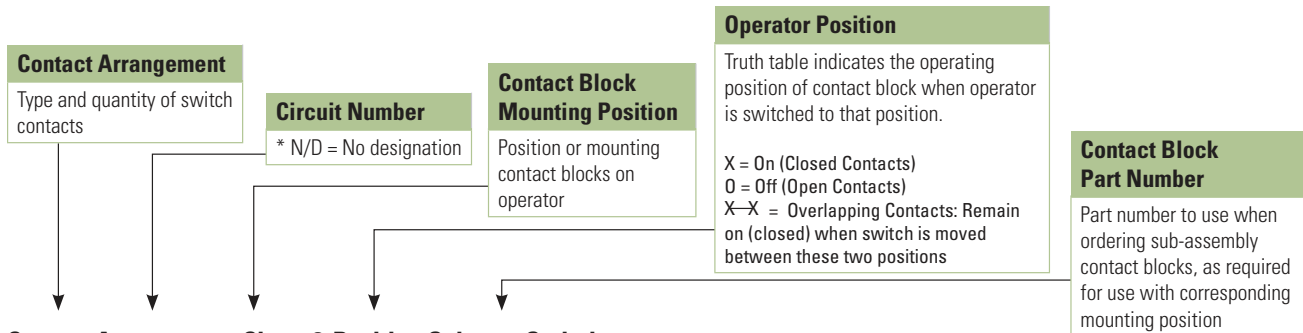 Contact Arrangement
Type and quantity of switch
contacts
Circuit Number
* N/D = No designation
Contact Block
Mounting Position
Position or mounting
contact blocks on
operator
Operator Position
Truth table indicates the operating
position of contact block when operator
is switched to that position.
X = On (Closed Contacts)
O = Off (Open Contacts)
X—X = Overlapping Contacts: Remain
on (closed) when switch is moved
between these two positions
Contact Block
Part Number
Part number to use when
ordering sub-assembly
contact blocks, as required
for use with corresponding
mounting position